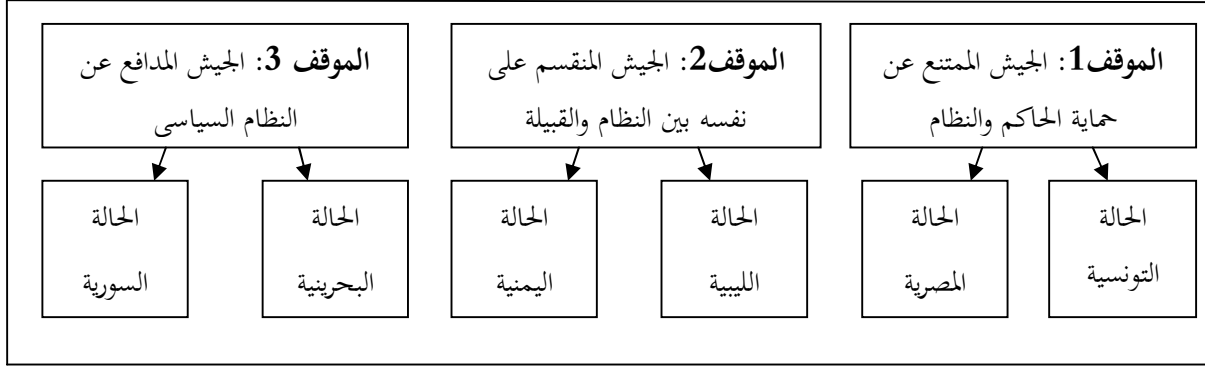 الموقف1: الجيش الممتنع عن
حماية الحاكم والنظام
الموقف2: الجيش المنقسم على
نفسه بين النظام والقبيلة
الموقف 3: الجيش المدافع عن
النظام السياسى
الحالة
التونسية
الحالة
المصرية
الحالة
الليبية
الحالة
اليمنية
الحالة
البحرينية
الحالة
السورية